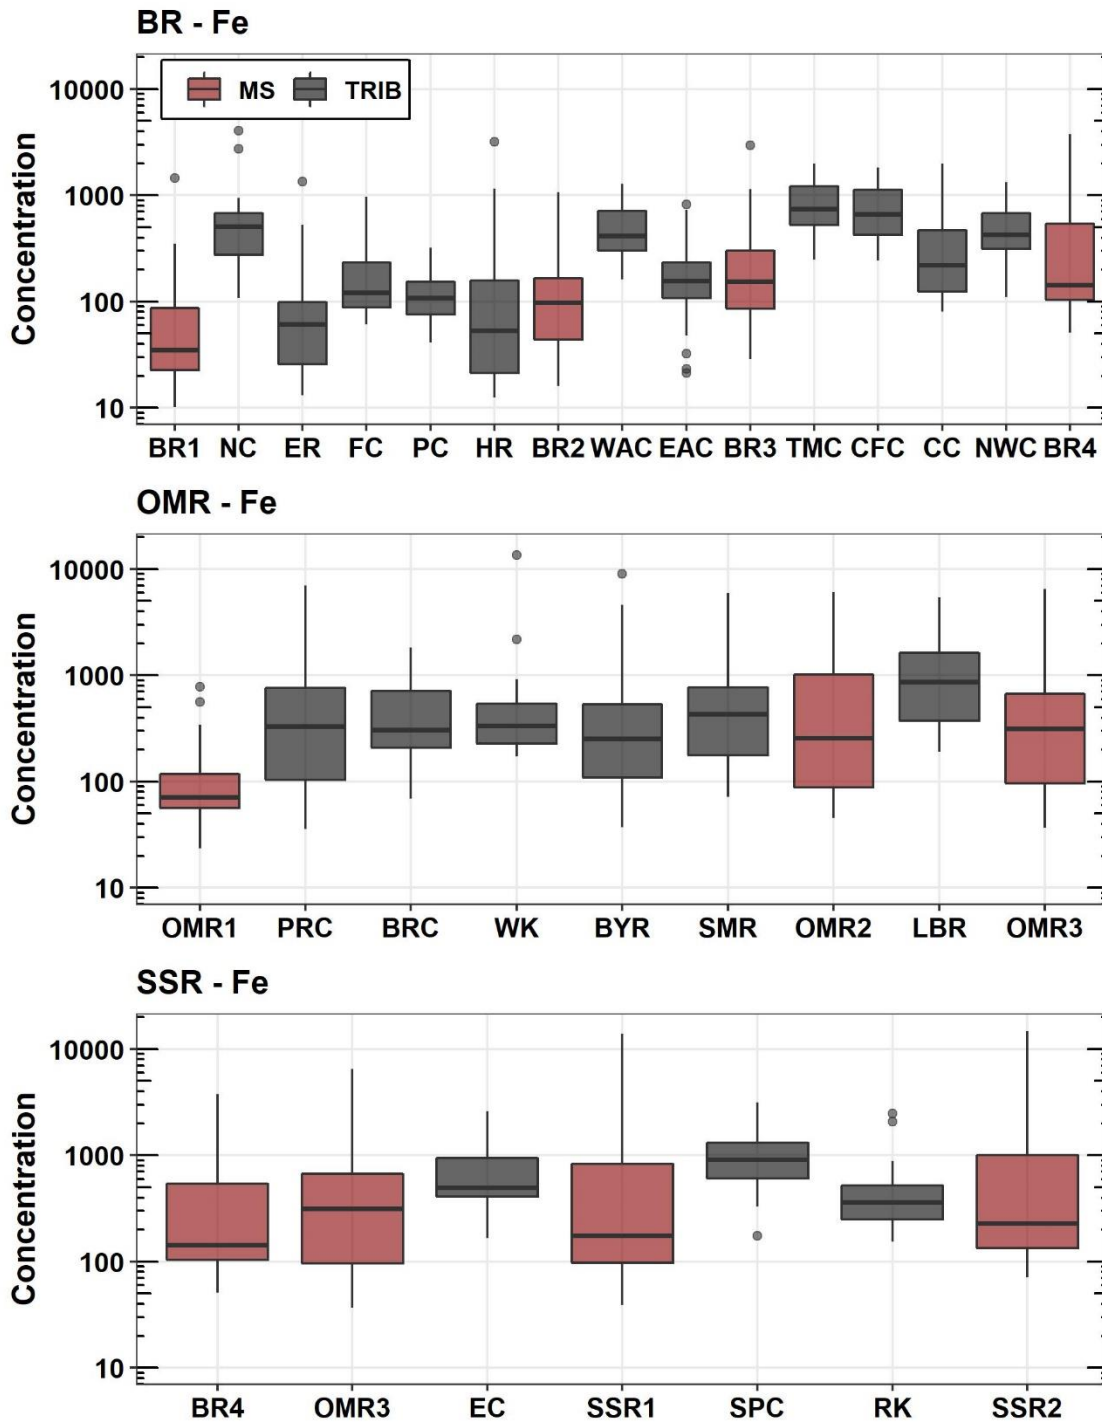 BR - Fe
MS TRIB
Concentration
10000
1000
100
10
BR1 NC ER FC PC HR BR2 WAC EAC BR3 TMC CFC CC NWC BR4
OMR - Fe
Concentration
10000
1000
100
10
OMR1 PRC BRC WK BYR SMR OMR2 LBR OMR3
SSR - Fe
Concentration
10000
1000
100
10
BR4 OMR3 EC SSR1 SPC RK SSR2